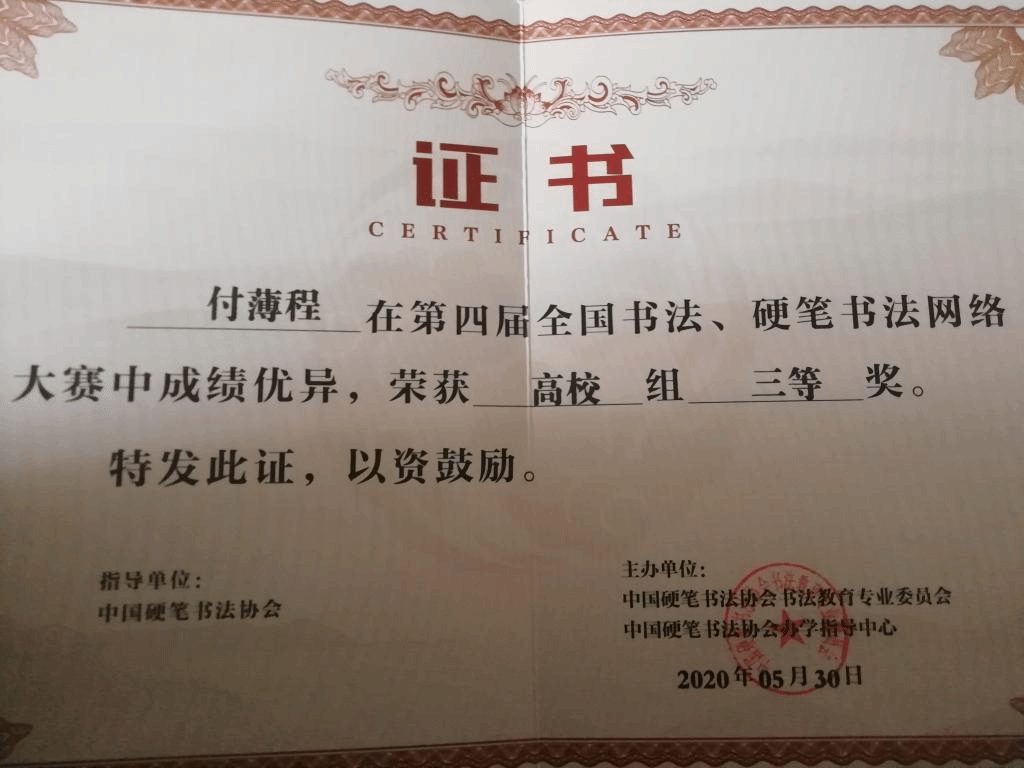 证书
CERTIFICATE
付薄程 在第四届全国书法、硬笔书法网络
大赛中成绩优异，荣获 高校 组 三等 奖。
特发此证，以资鼓励。
指导单位：
中国硬笔书法协会
主办单位：
中国硬笔书法协会书法教育专业委员会
中国硬笔书法协会办学指导中心
2020年05月30日